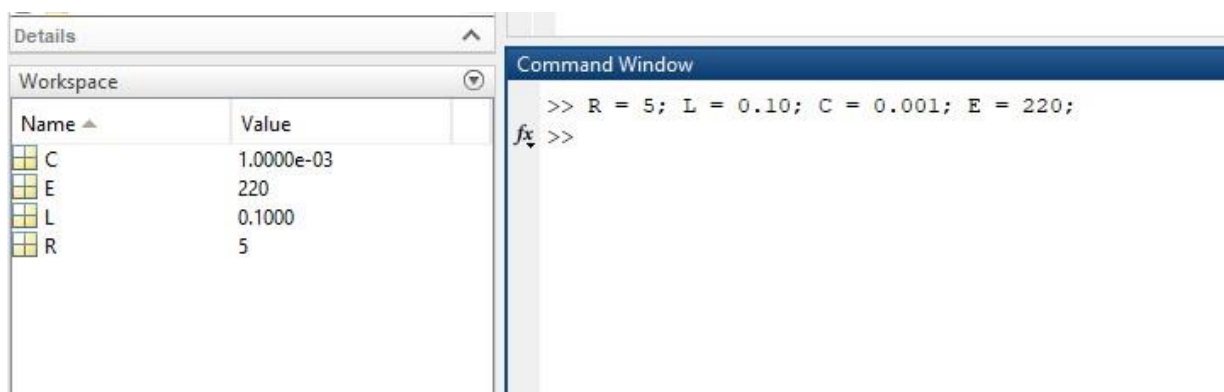 Details
Workspace
Name Value
C 1.0000e-03
E 220
L 0.1000
R 5
Command Window
>> R = 5; L = 0.10; C = 0.001; E = 220;
fx >>